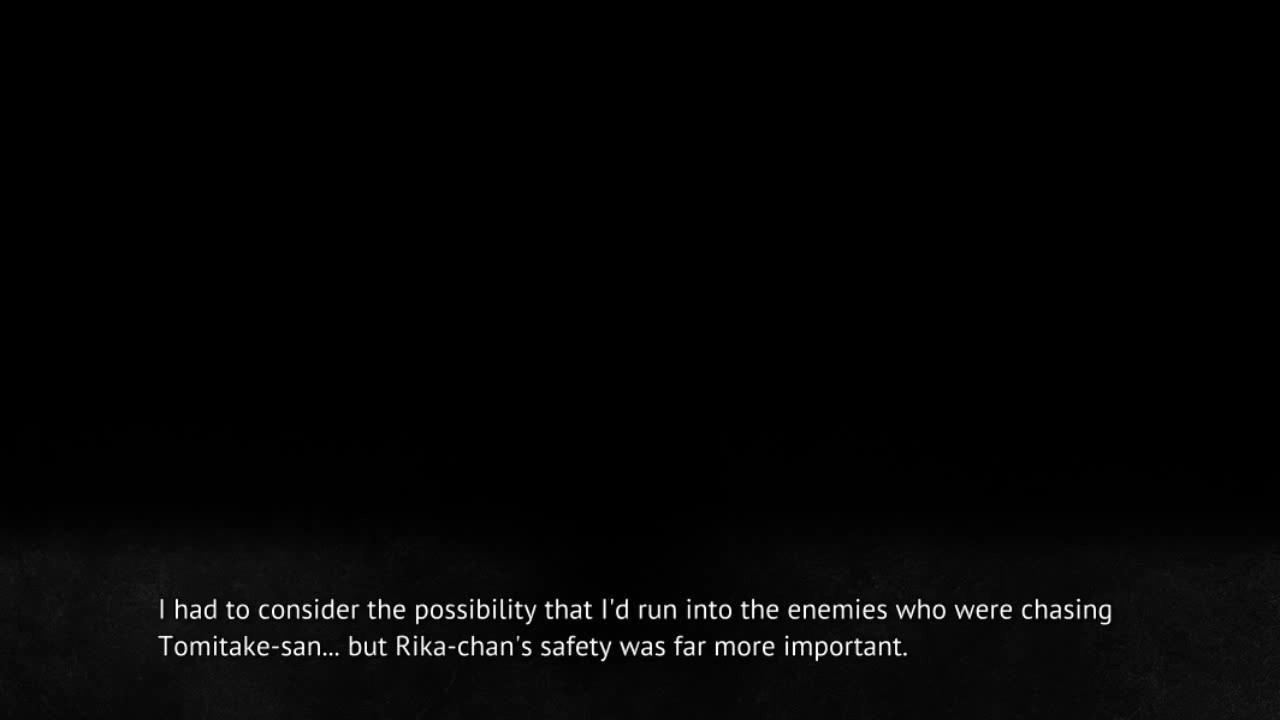 I had to consider the possibility that I'd run into the enemies who were chasing
Tomitake-san... but Rika-chan's safety was far more important.